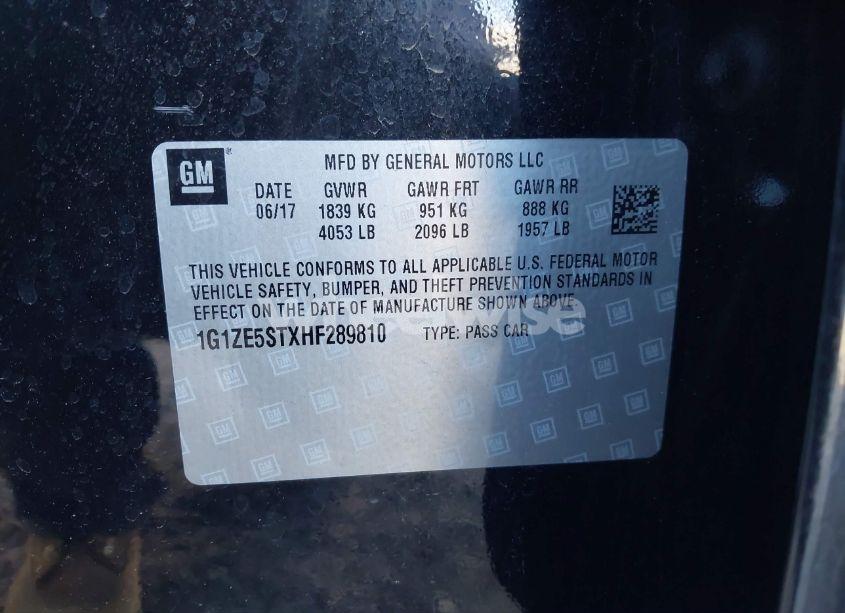 GM
MFD BY GENERAL MOTORS LLC
DATE GVWR GAWR FRT GAWR RR
06/17 1839 KG 951 KG 888 KG
4053 LB 2096 LB 1957 LB
THIS VEHICLE CONFORMS TO ALL APPLICABLE U.S. FEDERAL MOTOR
VEHICLE SAFETY, BUMPER, AND THEFT PREVENTION STANDARDS IN
EFFECT ON THE DATE OF MANUFACTURE SHOWN ABOVE.
1G1ZE5STXHF289810 TYPE: PASS CAR